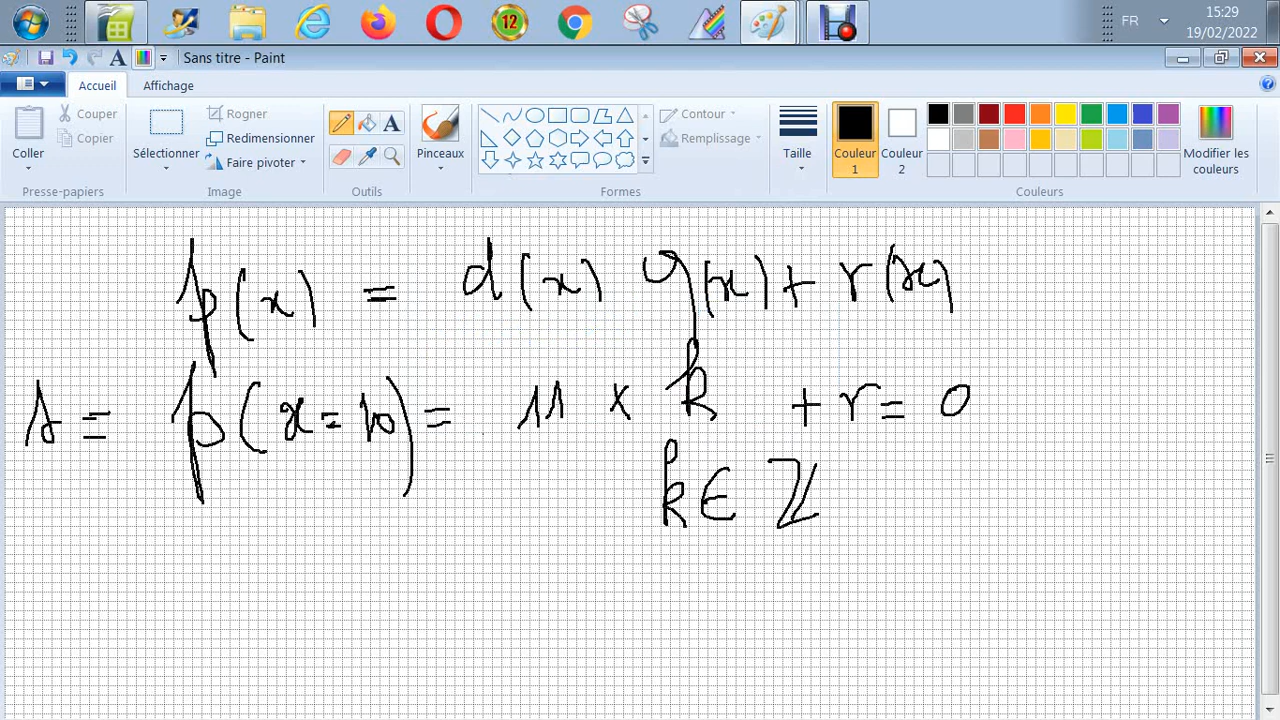 12
FR
15:29
19/02/2022
Sans titre - Paint
Accueil Affichage
Coller
Couper
Copier
Presse-papiers
Sélectionner
Rogner
Redimensionner
Faire pivoter
Image
A
Outils
Pinceaux
Contour
Remplissage
Formes
Taille
Couleur 1
Couleur 2
Modifier les couleurs
Couleurs
p(x) = d(x) q(x) + r(x)
A = p(x=10) = 11 x k + r = 0
k ∈ ℤ